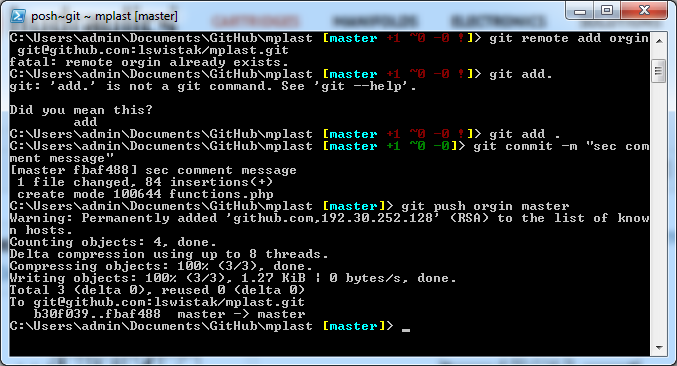 posh~git ~ mplast [master]
CARTRIDGES MANIFOLDS ELECTRONICS
C:\Users\admin\Documents\GitHub\mplast [master +1 ~0 -0 !]> git remote add orgin
 git@github.com:lswistak/mplast.git
fatal: remote orgin already exists.
C:\Users\admin\Documents\GitHub\mplast [master +1 ~0 -0 !]> git add.
git: 'add.' is not a git command. See 'git --help'.
Did you mean this?
        add
C:\Users\admin\Documents\GitHub\mplast [master +1 ~0 -0 !]> git add .
C:\Users\admin\Documents\GitHub\mplast [master +1 ~0 -0]> git commit -m "sec com
ment message"
[master fbaf488] sec comment message
 1 file changed, 84 insertions(+)
 create mode 100644 functions.php
C:\Users\admin\Documents\GitHub\mplast [master]> git push orgin master
Warning: Permanently added 'github.com,192.30.252.128' (RSA) to the list of know
n hosts.
Counting objects: 4, done.
Delta compression using up to 8 threads.
Compressing objects: 100% (3/3), done.
Writing objects: 100% (3/3), 1.27 KiB | 0 bytes/s, done.
Total 3 (delta 0), reused 0 (delta 0)
To git@github.com:lswistak/mplast.git
   b30f039..fbaf488  master -> master
C:\Users\admin\Documents\GitHub\mplast [master]> _